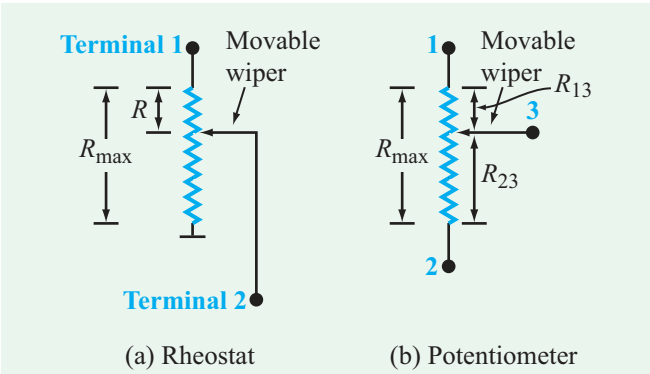 Terminal 1
Movable
wiper
R
Rmax
Terminal 2
(a) Rheostat
1
Movable
wiper
R13
3
Rmax
R23
2
(b) Potentiometer